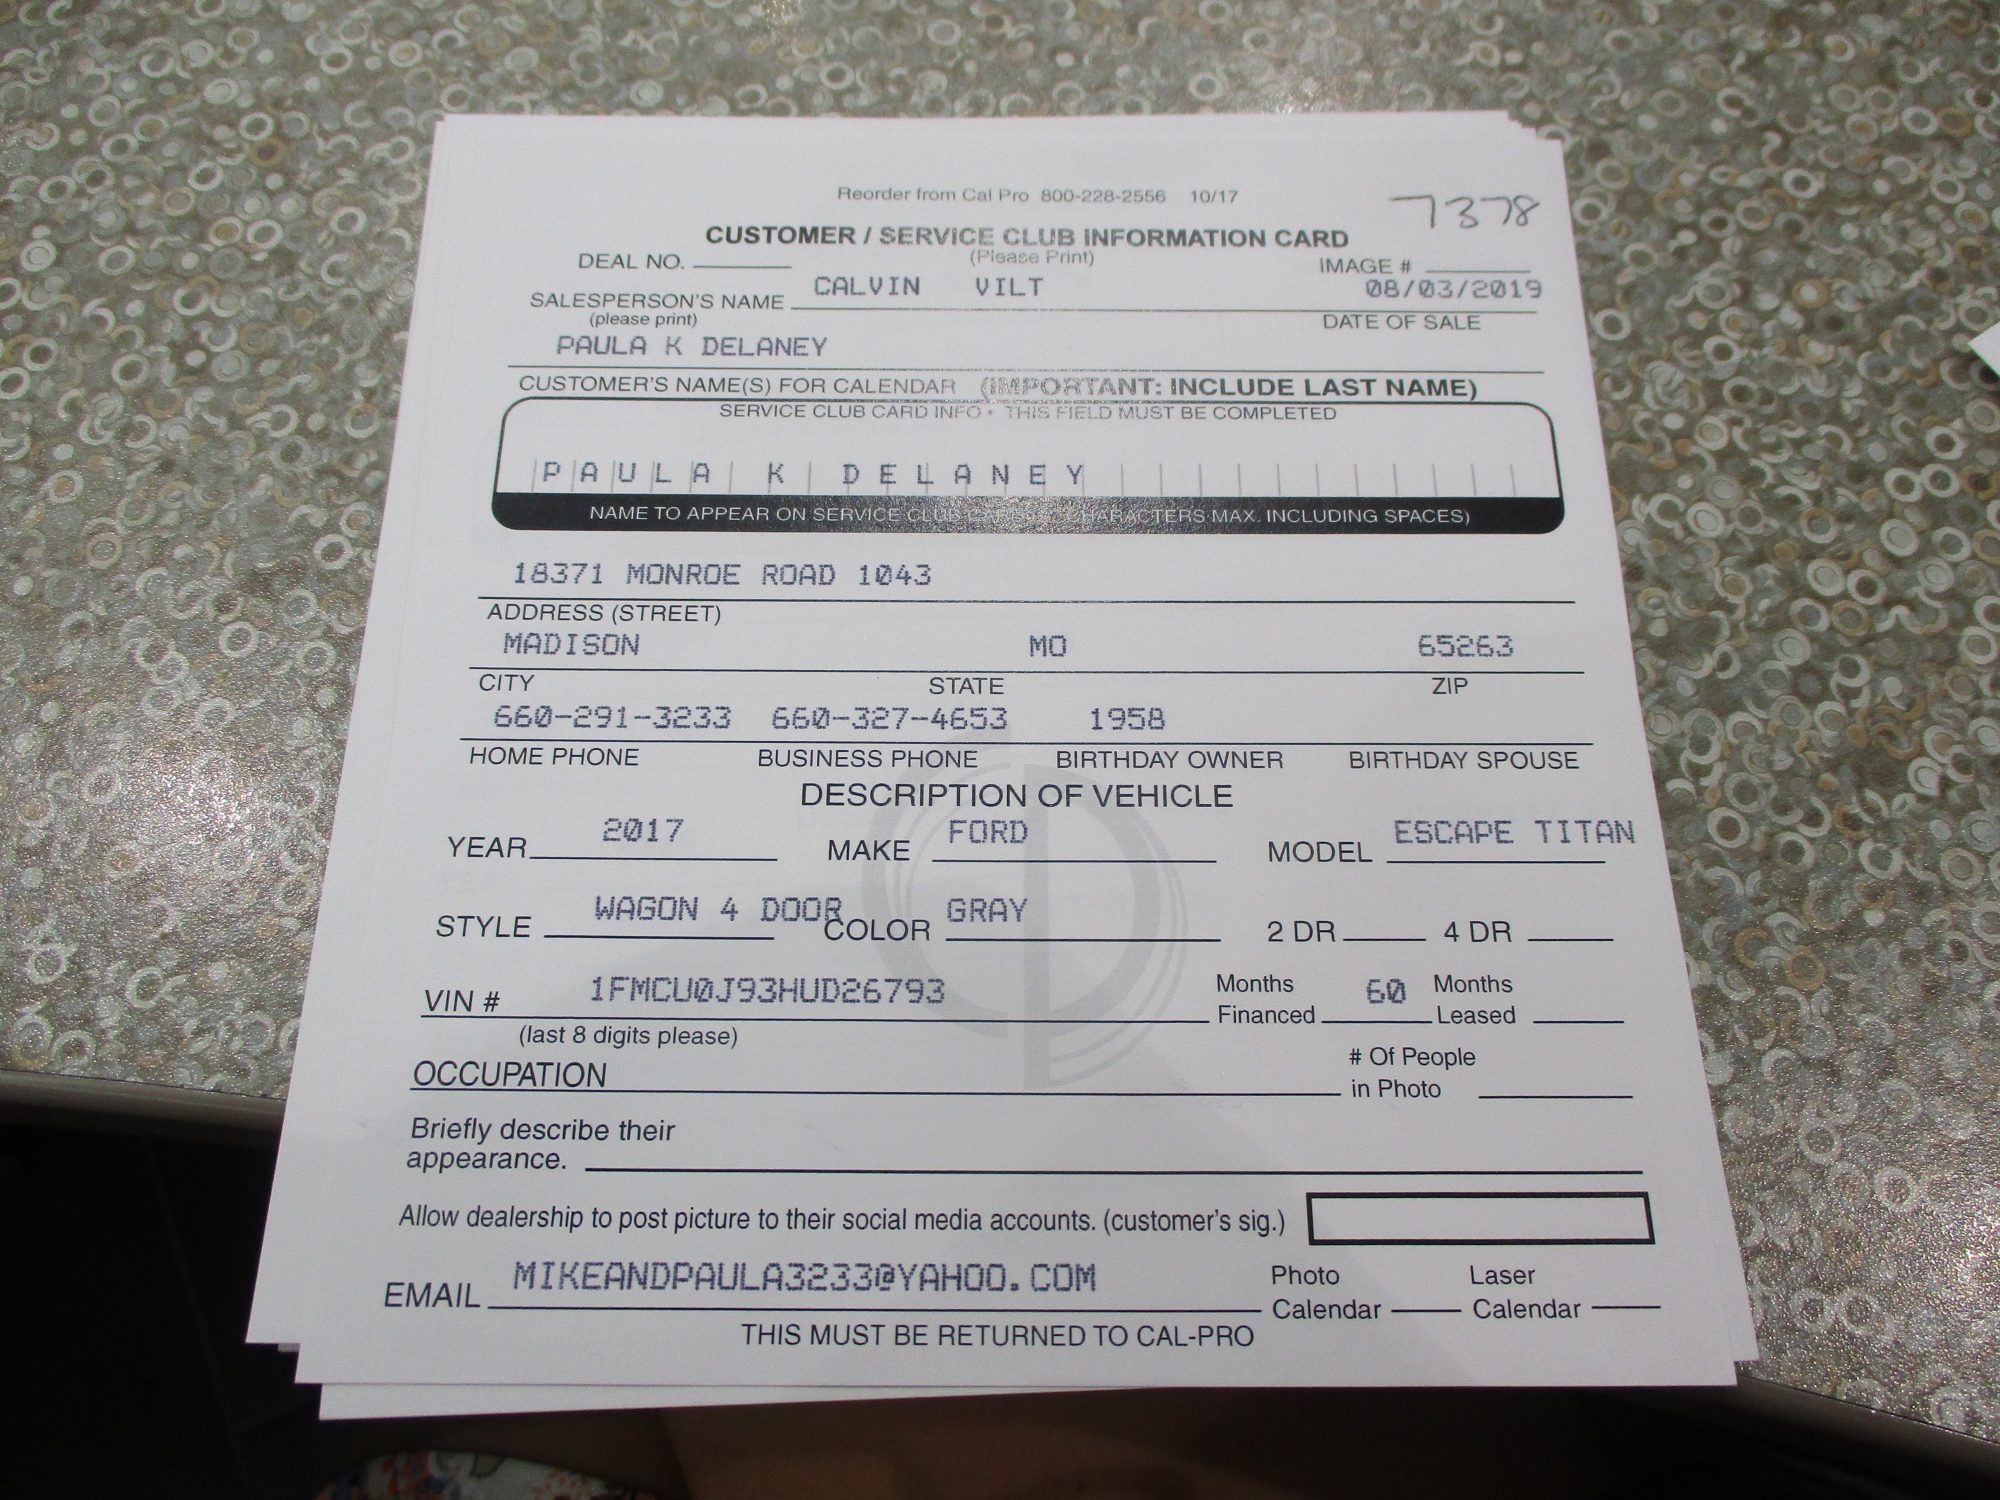 Reorder from Cal Pro 800-228-2556 10/17
7378
CUSTOMER / SERVICE CLUB INFORMATION CARD
(Please Print)
DEAL NO. IMAGE #
CALVIN VILT 08/03/2019
SALESPERSON'S NAME
(please print) DATE OF SALE
PAULA K DELANEY
CUSTOMER'S NAME(S) FOR CALENDAR (IMPORTANT: INCLUDE LAST NAME)
SERVICE CLUB CARD INFO • THIS FIELD MUST BE COMPLETED
PAULA K DELANEY
NAME TO APPEAR ON SERVICE CLUB CHARACTERS MAX. INCLUDING SPACES)
18371 MONROE ROAD 1043
ADDRESS (STREET)
MADISON MO 65263
CITY STATE ZIP
660-291-3233 660-327-4653 1958
HOME PHONE BUSINESS PHONE BIRTHDAY OWNER BIRTHDAY SPOUSE
DESCRIPTION OF VEHICLE
YEAR 2017 MAKE FORD MODEL ESCAPE TITAN
STYLE WAGON 4 DOOR COLOR GRAY 2 DR 4 DR
VIN # 1FMCU0J93HUD26793 Months Financed 60 Months Leased
(last 8 digits please)
OCCUPATION # Of People in Photo
Briefly describe their
appearance.
Allow dealership to post picture to their social media accounts. (customer's sig.)
EMAIL MIKEANDPAULA3233@YAHOO.COM Photo Calendar Laser Calendar
THIS MUST BE RETURNED TO CAL-PRO